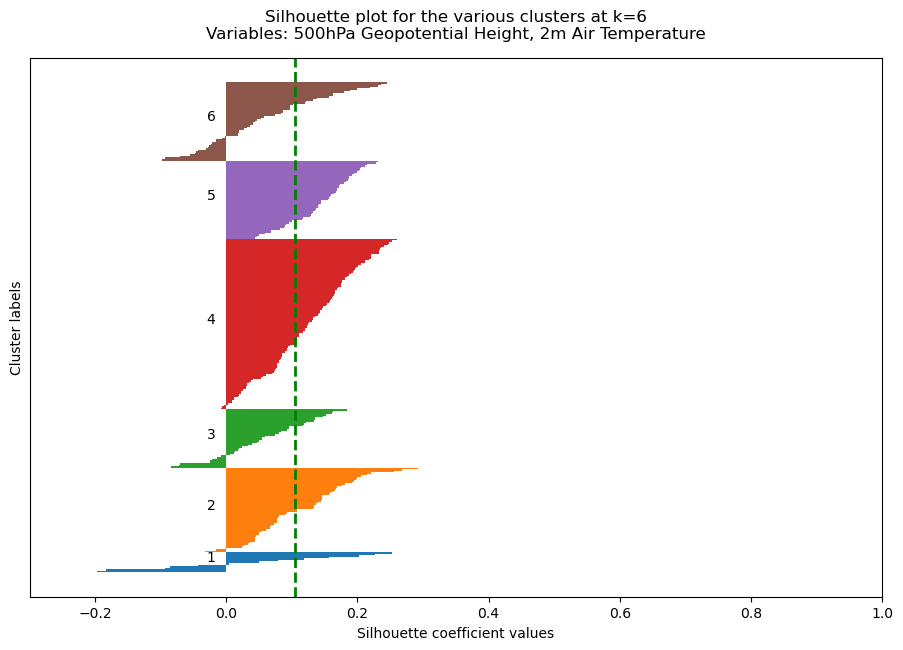 Silhouette plot for the various clusters at k=6
Variables: 500hPa Geopotential Height, 2m Air Temperature
6
5
4
3
2
1
Cluster labels
−0.2 0.0 0.2 0.4 0.6 0.8 1.0
Silhouette coefficient values